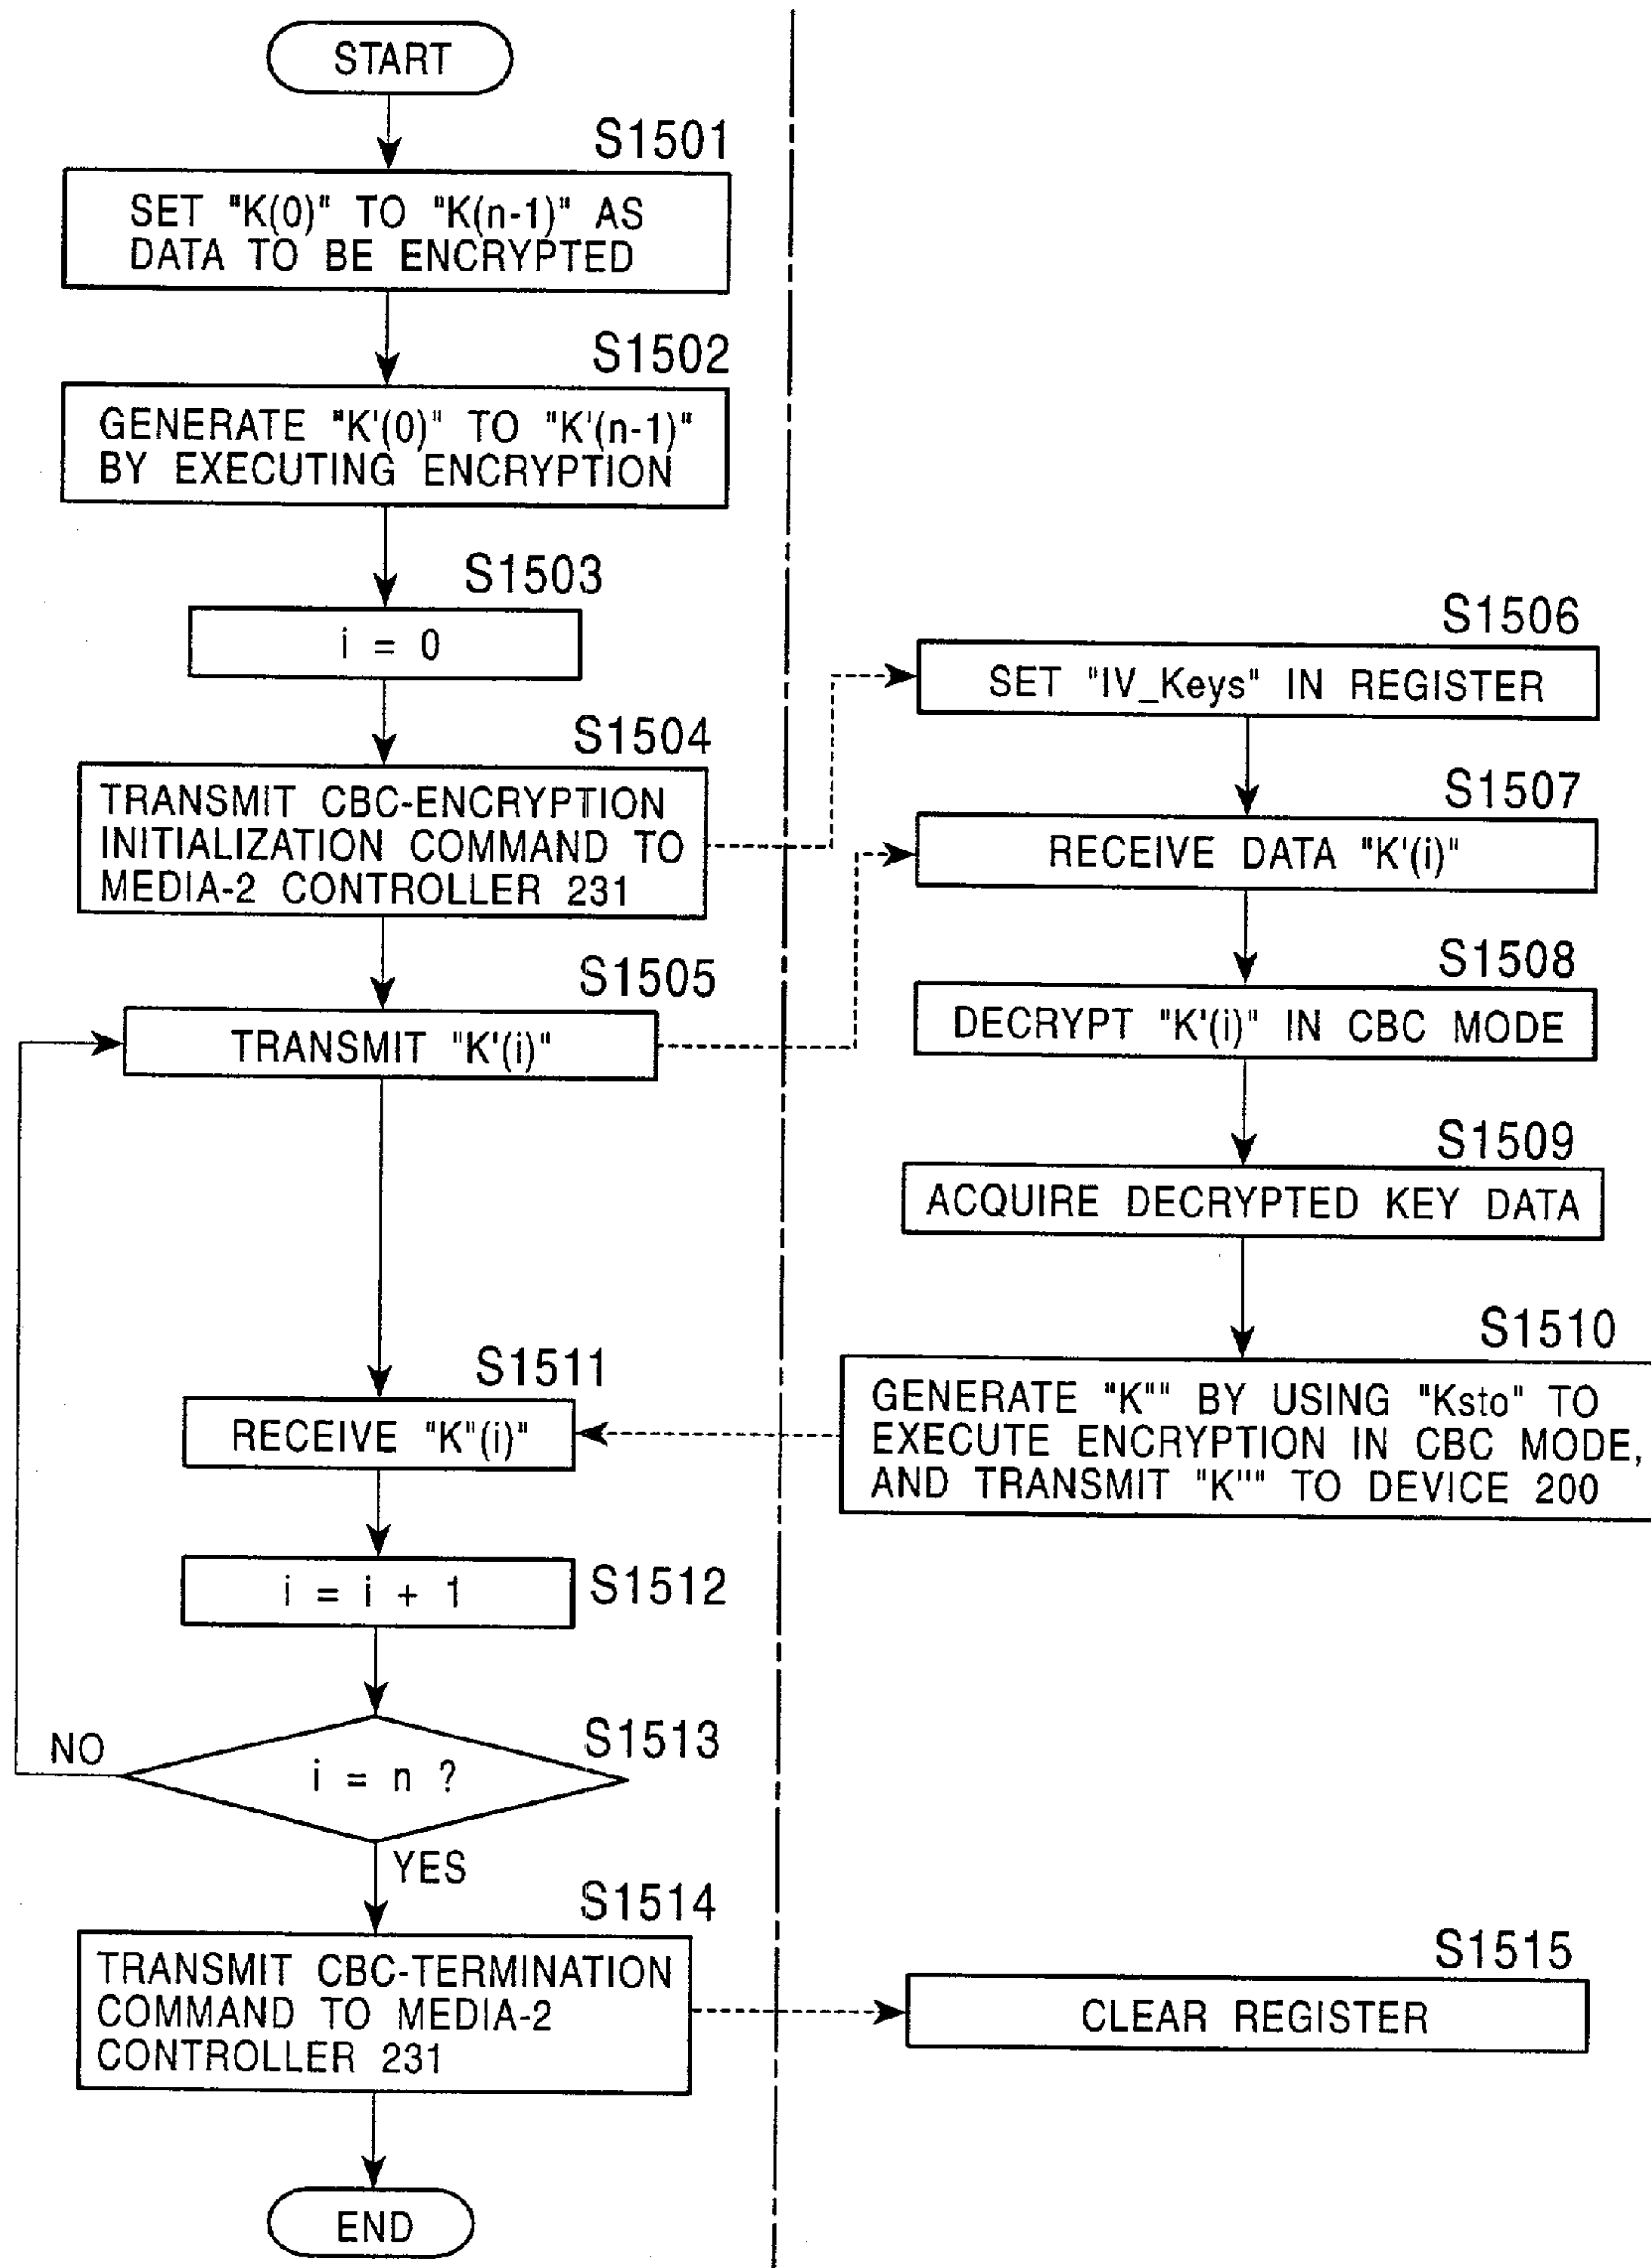 START
S1501
SET "K(0)" TO "K(n-1)" AS
DATA TO BE ENCRYPTED
S1502
GENERATE "K'(0)" TO "K'(n-1)"
BY EXECUTING ENCRYPTION
S1503
i = 0
S1504
TRANSMIT CBC-ENCRYPTION
INITIALIZATION COMMAND TO
MEDIA-2 CONTROLLER 231
S1505
TRANSMIT "K'(i)"
S1506
SET "IV_Keys" IN REGISTER
S1507
RECEIVE DATA "K'(i)"
S1508
DECRYPT "K'(i)" IN CBC MODE
S1509
ACQUIRE DECRYPTED KEY DATA
S1510
GENERATE "K"" BY USING "Ksto" TO
EXECUTE ENCRYPTION IN CBC MODE,
AND TRANSMIT "K"" TO DEVICE 200
S1511
RECEIVE "K"(i)"
i = i + 1
S1512
S1513
NO
i = n ?
YES
S1514
TRANSMIT CBC-TERMINATION
COMMAND TO MEDIA-2
CONTROLLER 231
S1515
CLEAR REGISTER
END